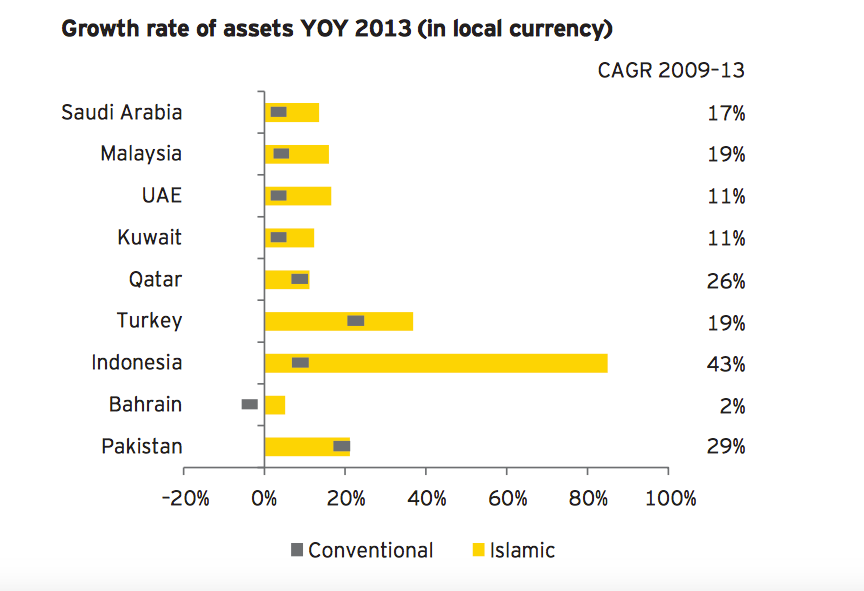 Growth rate of assets YOY 2013 (in local currency)
CAGR 2009–13
Saudi Arabia 17%
Malaysia 19%
UAE 11%
Kuwait 11%
Qatar 26%
Turkey 19%
Indonesia 43%
Bahrain 2%
Pakistan 29%
-20% 0% 20% 40% 60% 80% 100%
Conventional Islamic